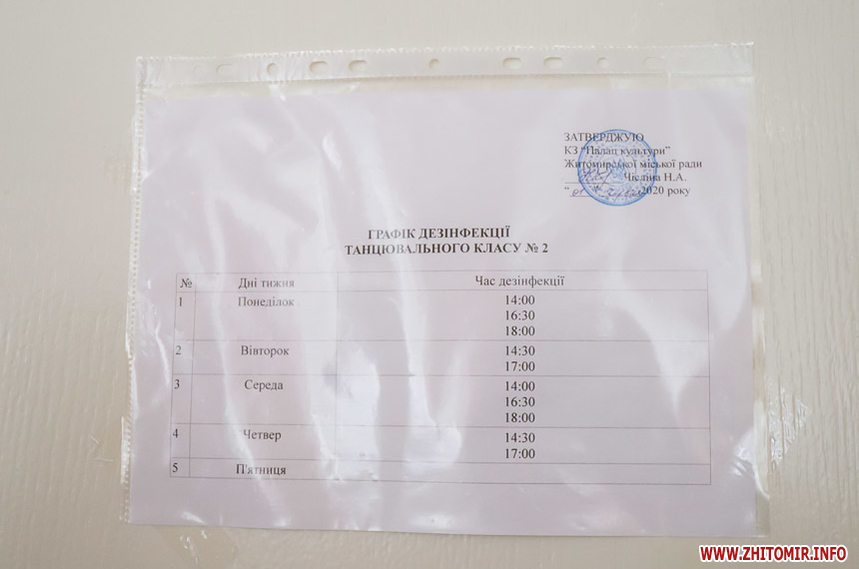 ЗАТВЕРДЖУЮ
КЗ “Палац культури”
Житомирської міської ради
Чісліна Н.А.
2020 року
ГРАФІК ДЕЗІНФЕКЦІЇ
ТАНЦЮВАЛЬНОГО КЛАСУ № 2
№ Дні тижня Час дезінфекції
1 Понеділок 14:00
16:30
18:00
2 Вівторок 14:30
17:00
3 Середа 14:00
16:30
18:00
4 Четвер 14:30
17:00
5 П'ятниця
WWW.ZHITOMIR.INFO